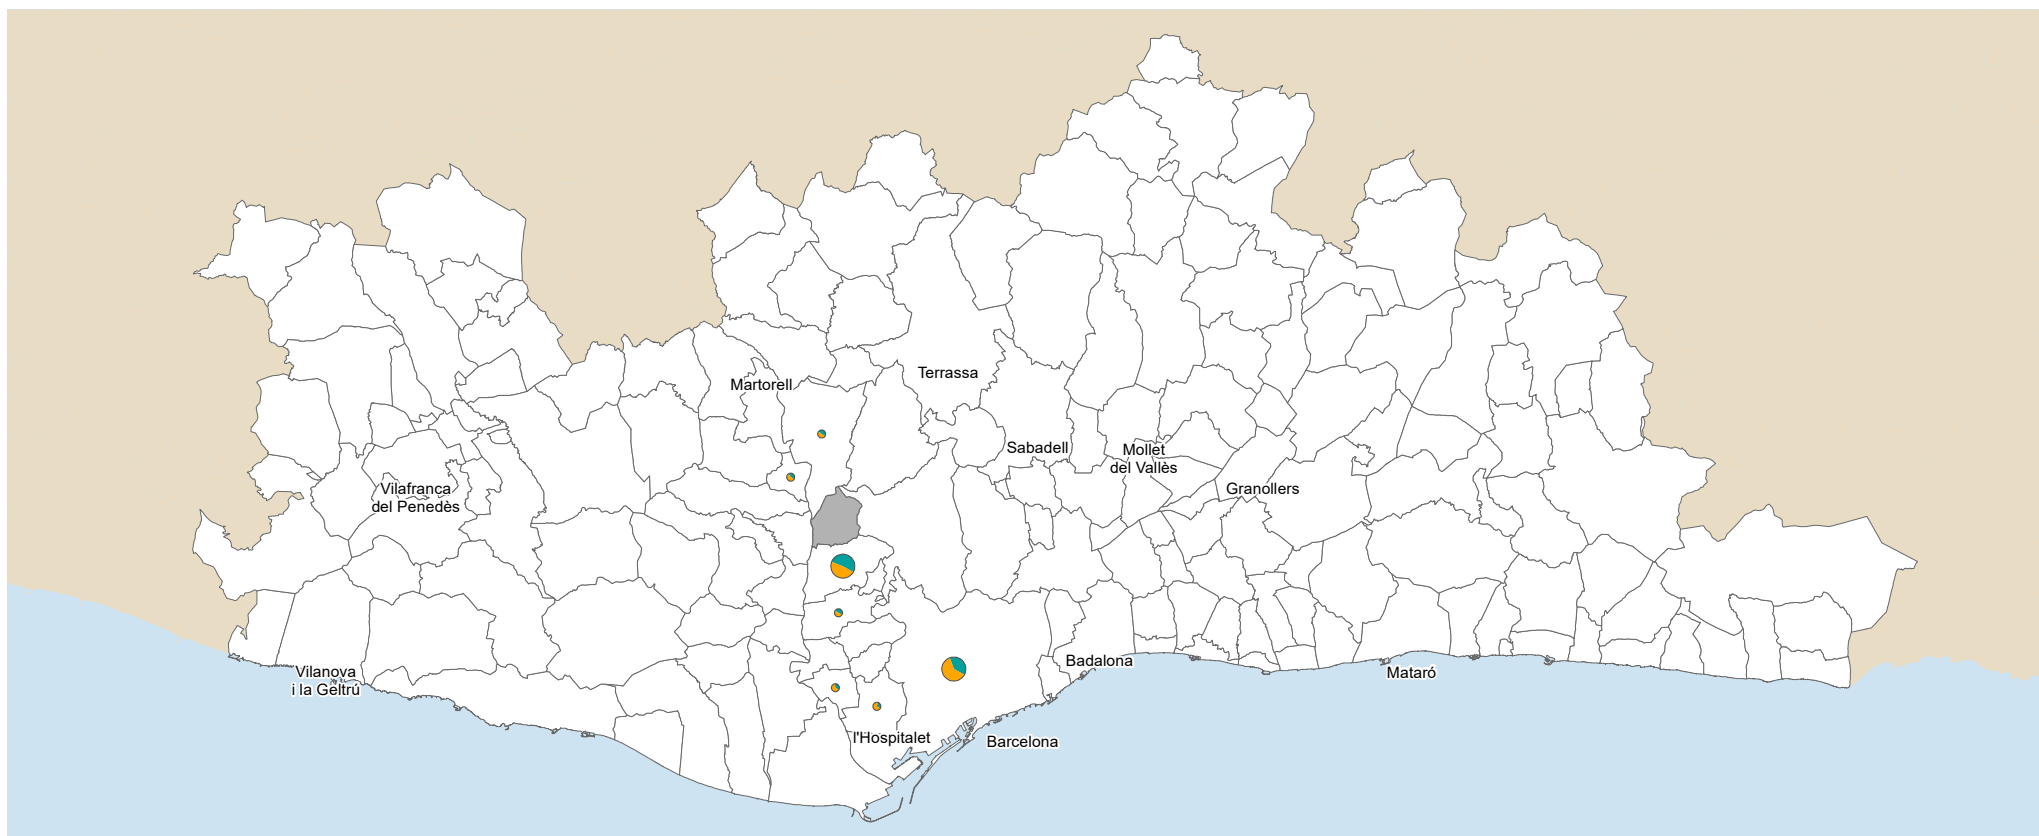 Terrassa
Martorell
Sabadell
Mollet
del Vallès
Vilafranca
del Penedès
Granollers
Badalona
Vilanova
i la Geltrú
Mataró
l'Hospitalet
Barcelona